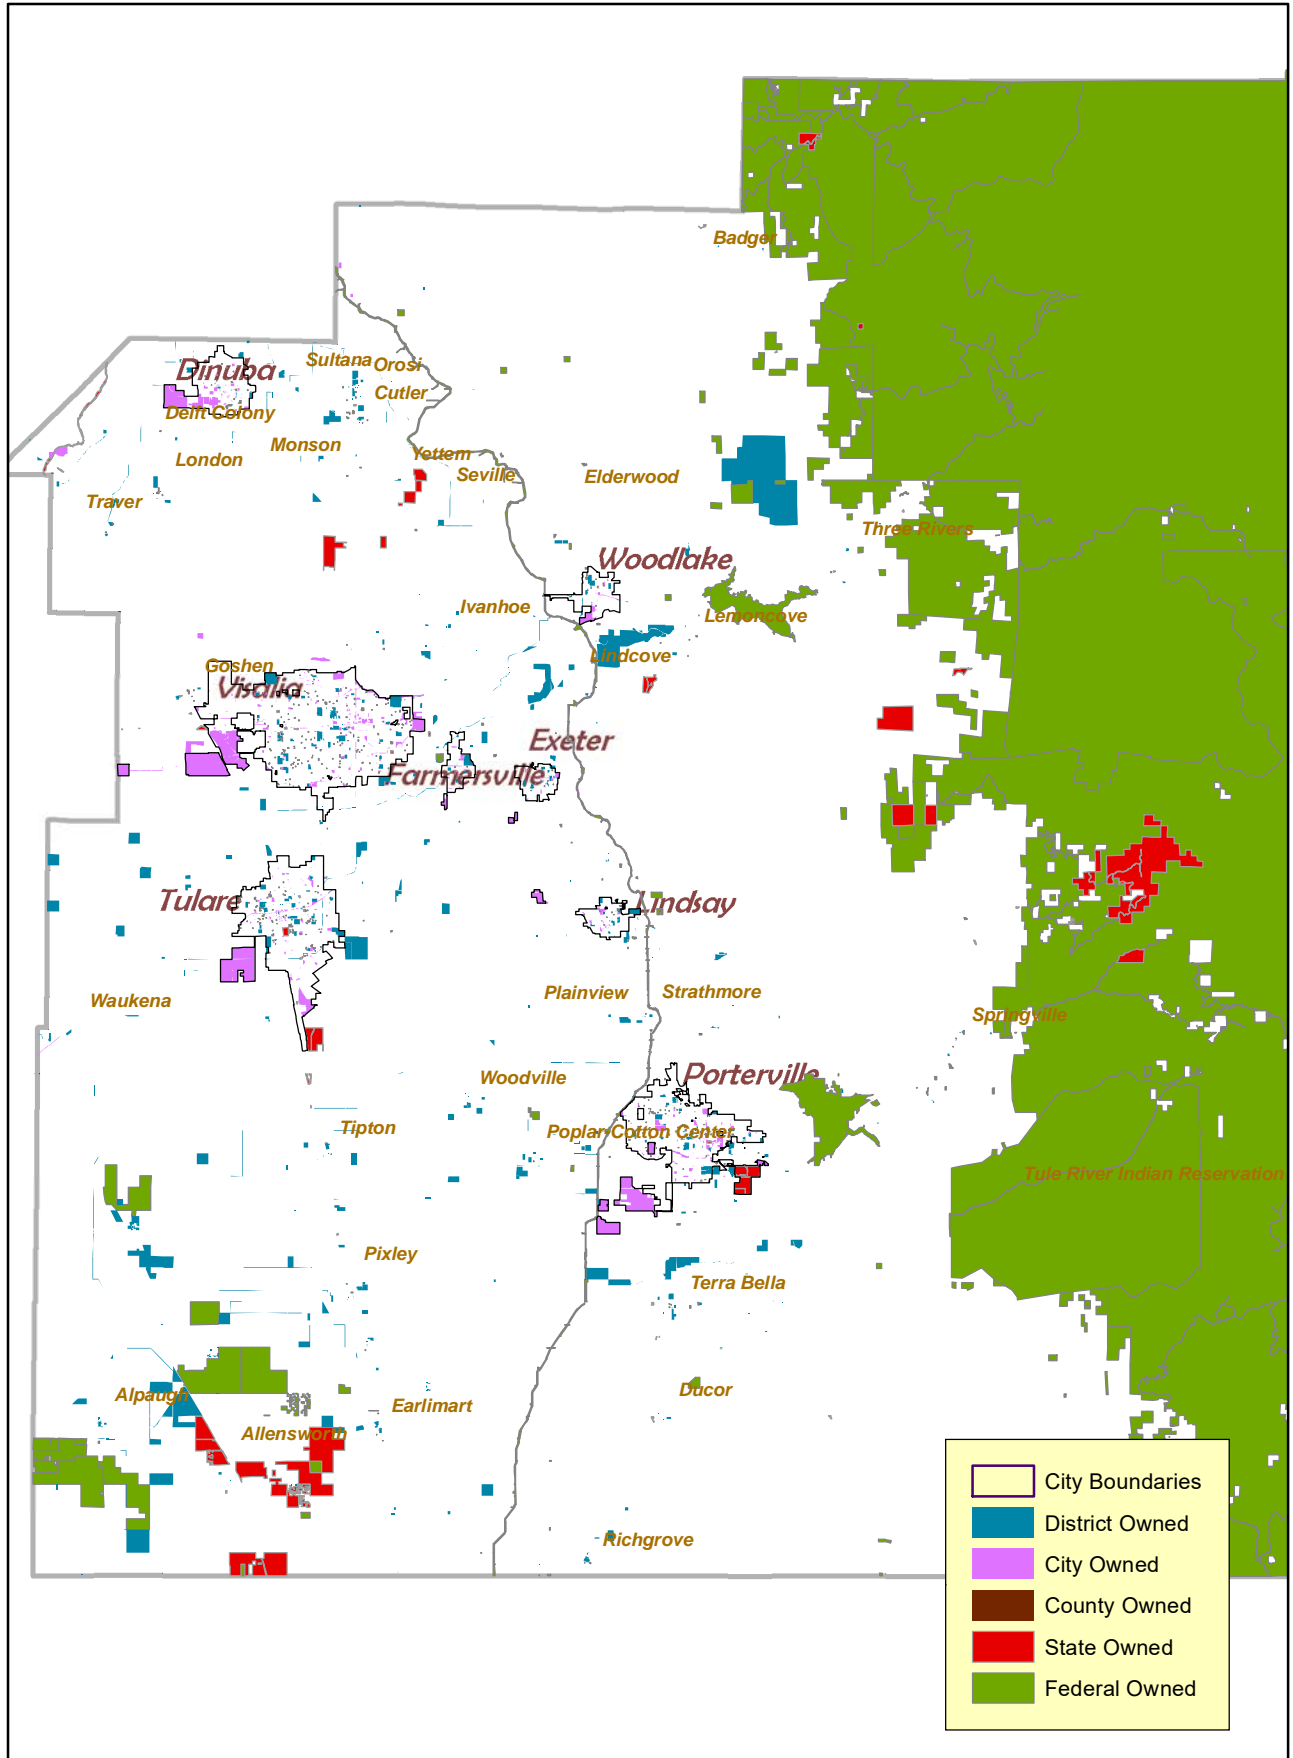 Badger
Sultana
Orosi
Dinuba
Cutler
Delft Colony
Monson
Yettem
London
Seville
Elderwood
Traver
Three Rivers
Woodlake
Ivanhoe
Lemoncove
Lindcove
Goshen
Visalia
Exeter
Farmersville
Tulare
Lindsay
Waukena
Plainview
Strathmore
Springville
Woodville
Porterville
Tipton
Poplar-Cotton Center
Tule River Indian Reservation
Pixley
Terra Bella
Ducor
Alpaugh
Earlimart
Allensworth
Richgrove
City Boundaries
District Owned
City Owned
County Owned
State Owned
Federal Owned